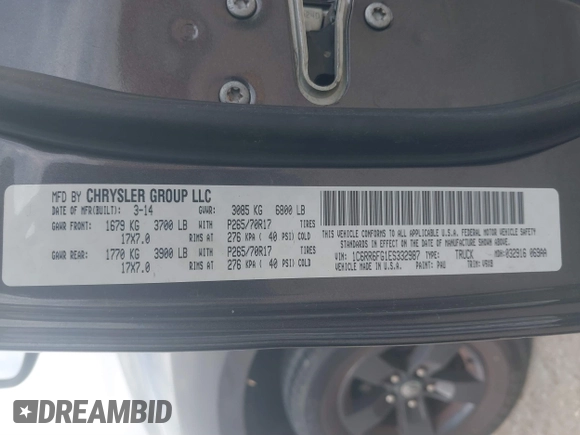 MFD BY CHRYSLER GROUP LLC
DATE OF MFR(BUILT): 3-14 GVWR: 3085 KG 6800 LB
GAWR FRONT: 1679 KG 3700 LB P265/70R17 TIRES
17X7.0 RIMS AT 276 KPA ( 40 PSI) COLD
GAWR REAR: 1770 KG 3900 LB P265/70R17 TIRES
17X7.0 RIMS AT 276 KPA ( 40 PSI) COLD
THIS VEHICLE CONFORMS TO ALL APPLICABLE U.S.A. FEDERAL MOTOR VEHICLE SAFETY
STANDARDS IN EFFECT ON THE DATE OF MANUFACTURE SHOWN ABOVE.
VIN: 1C6RR6FG1ES332987 TYPE: TRUCK MDH: 032916 069AA
VEHICLE MADE IN U.S.A. PAINT: PAU TRIM:
DREAMBID